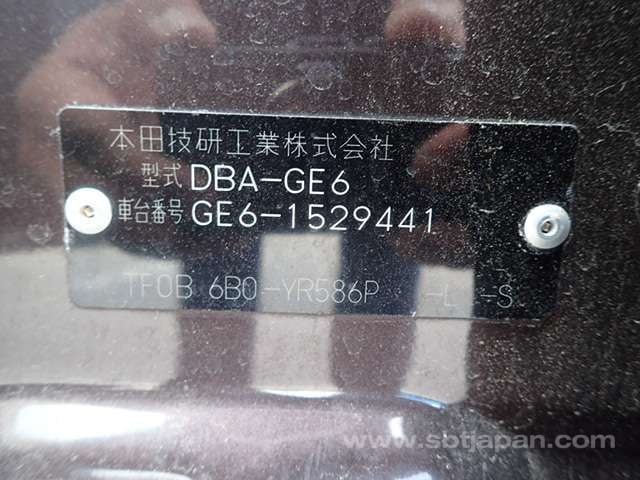 本田技研工業株式会社
型式 DBA-GE6
車台番号 GE6-1529441
TF0B 6B0-YR586P -L -S
www.sbtjapan.com